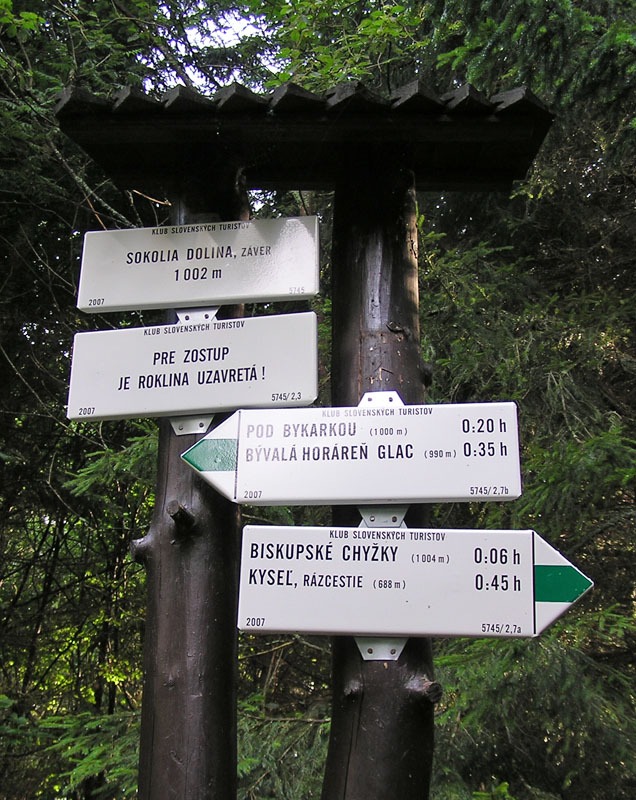 KLUB SLOVENSKÝCH TURISTOV
SOKOLIA DOLINA, ZÁVER
1002 m
2007 5745
KLUB SLOVENSKÝCH TURISTOV
PRE ZOSTUP
JE ROKLINA UZAVRETÁ!
2007 5745/2,3
KLUB SLOVENSKÝCH TURISTOV
POD BYKARKOU (1000 m) 0:20 h
BÝVALÁ HORÁREŇ GLAC (990 m) 0:35 h
2007 5745/2,7b
KLUB SLOVENSKÝCH TURISTOV
BISKUPSKÉ CHYŽKY (1004 m) 0:06 h
KYSEĽ, RÁZCESTIE (688 m) 0:45 h
2007 5745/2,7a